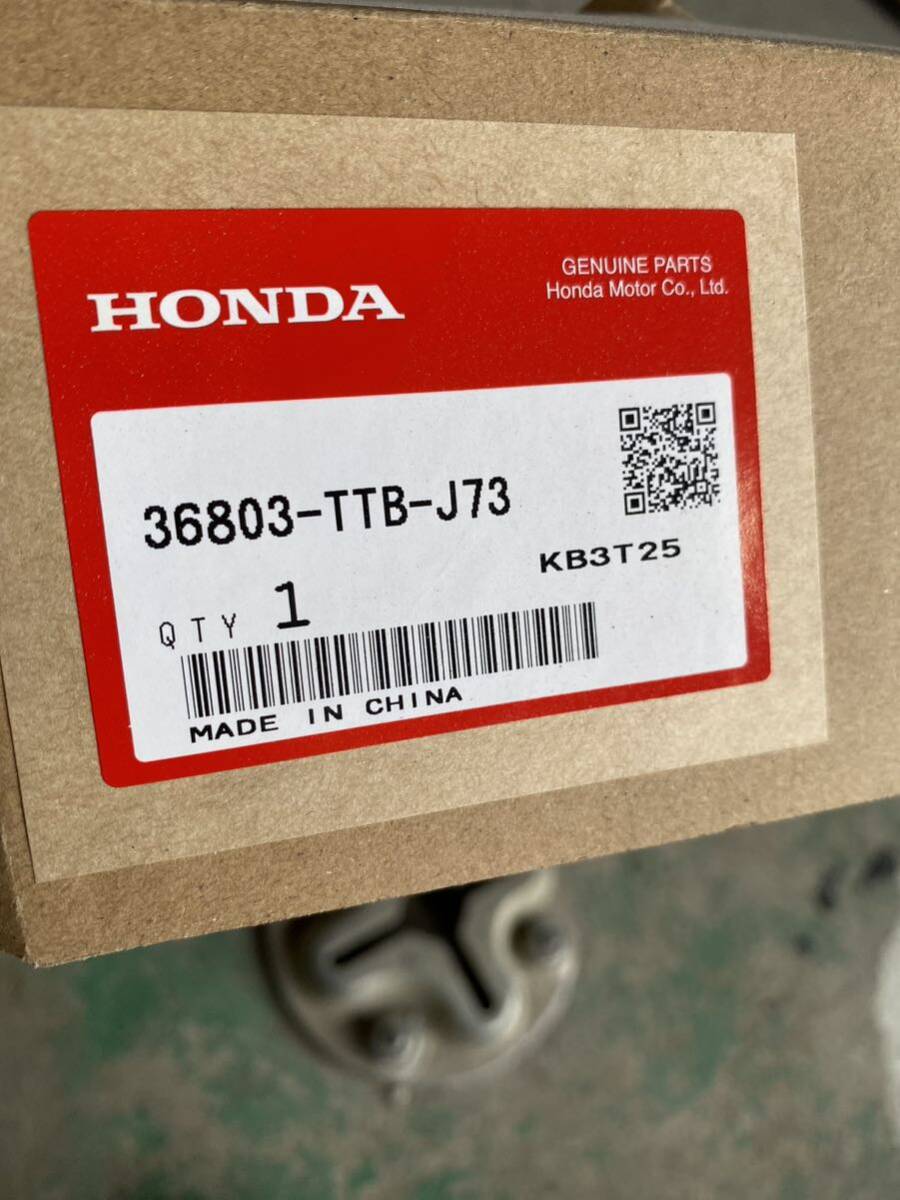 HONDA
GENUINE PARTS
Honda Motor Co., Ltd.
36803-TTB-J73
KB3T25
QTY 1
MADE IN CHINA